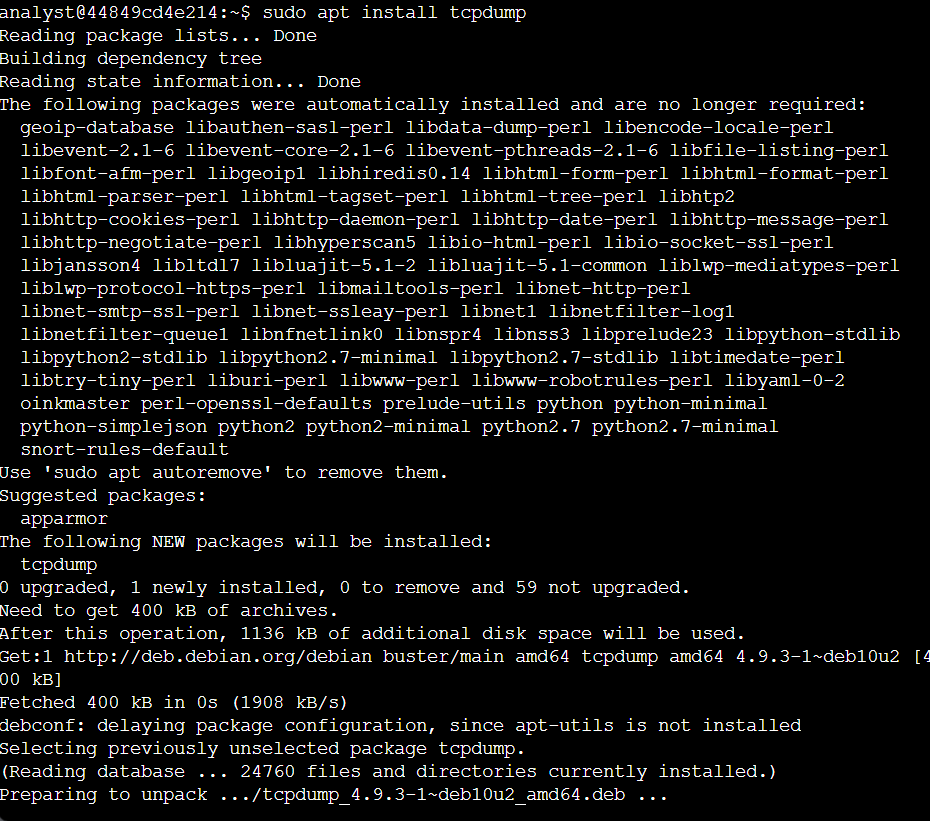 analyst@44849cd4e214:~$ sudo apt install tcpdump
Reading package lists... Done
Building dependency tree
Reading state information... Done
The following packages were automatically installed and are no longer required:
  geoip-database libauthen-sasl-perl libdata-dump-perl libencode-locale-perl
  libevent-2.1-6 libevent-core-2.1-6 libevent-pthreads-2.1-6 libfile-listing-perl
  libfont-afm-perl libgeoip1 libhiredis0.14 libhtml-form-perl libhtml-format-perl
  libhtml-parser-perl libhtml-tagset-perl libhtml-tree-perl libhtp2
  libhttp-cookies-perl libhttp-daemon-perl libhttp-date-perl libhttp-message-perl
  libhttp-negotiate-perl libhyperscan5 libio-html-perl libio-socket-ssl-perl
  libjansson4 libltdl7 libluajit-5.1-2 libluajit-5.1-common liblwp-mediatypes-perl
  liblwp-protocol-https-perl libmailtools-perl libnet-http-perl
  libnet-smtp-ssl-perl libnet-ssleay-perl libnet1 libnetfilter-log1
  libnetfilter-queue1 libnfnetlink0 libnspr4 libnss3 libprelude23 libpython-stdlib
  libpython2-stdlib libpython2.7-minimal libpython2.7-stdlib libtimedate-perl
  libtry-tiny-perl liburi-perl libwww-perl libwww-robotrules-perl libyaml-0-2
  oinkmaster perl-openssl-defaults prelude-utils python python-minimal
  python-simplejson python2 python2-minimal python2.7 python2.7-minimal
  snort-rules-default
Use 'sudo apt autoremove' to remove them.
Suggested packages:
  apparmor
The following NEW packages will be installed:
  tcpdump
0 upgraded, 1 newly installed, 0 to remove and 59 not upgraded.
Need to get 400 kB of archives.
After this operation, 1136 kB of additional disk space will be used.
Get:1 http://deb.debian.org/debian buster/main amd64 tcpdump amd64 4.9.3-1~deb10u2 [4
00 kB]
Fetched 400 kB in 0s (1908 kB/s)
debconf: delaying package configuration, since apt-utils is not installed
Selecting previously unselected package tcpdump.
(Reading database ... 24760 files and directories currently installed.)
Preparing to unpack .../tcpdump_4.9.3-1~deb10u2_amd64.deb ...